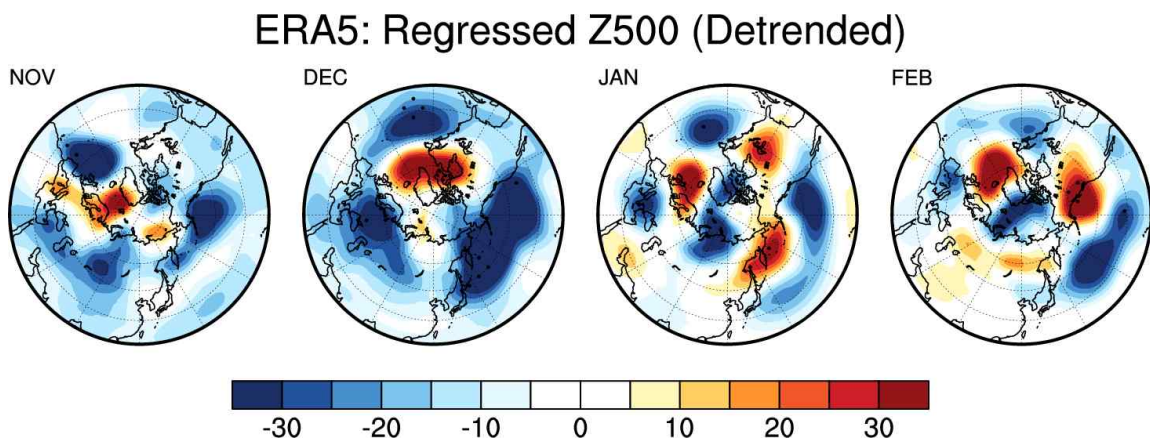 ERA5: Regressed Z500 (Detrended)
NOV DEC JAN FEB
-30 -20 -10 0 10 20 30